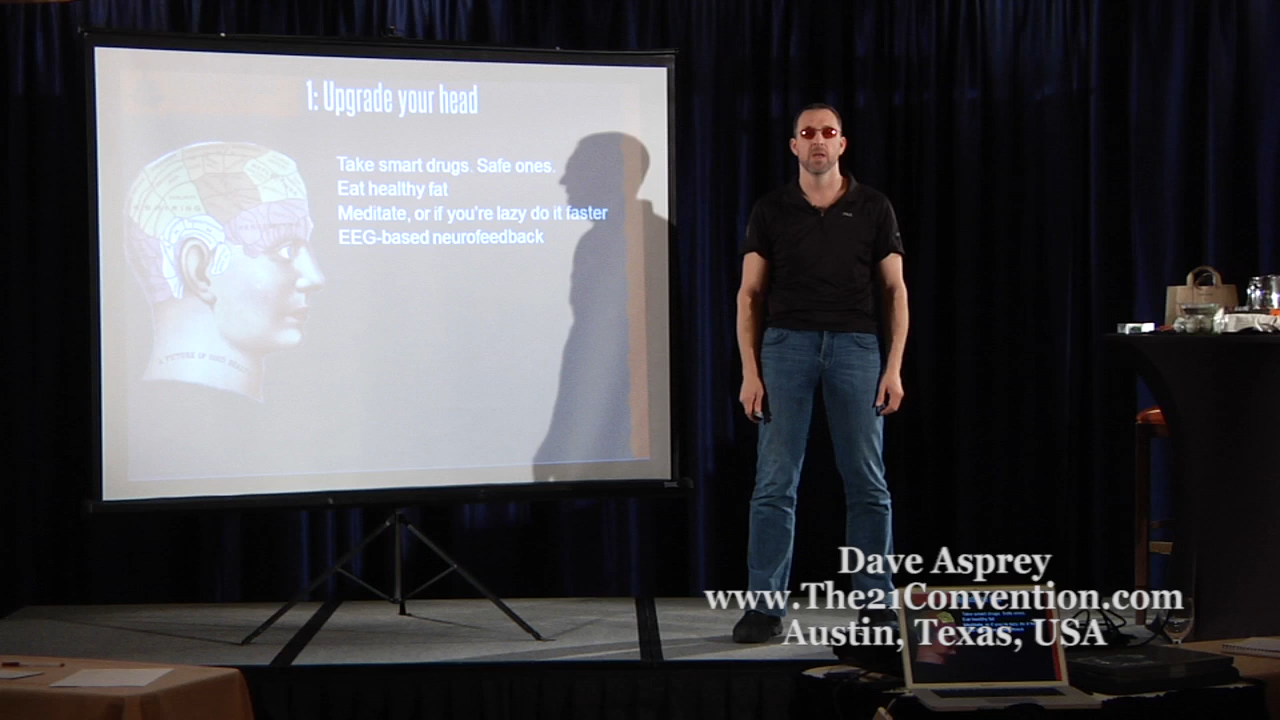 1: Upgrade your head
Take smart drugs. Safe ones.
Eat healthy fat
Meditate, or if you're lazy do it faster
EEG-based neurofeedback
Dave Asprey
www.The21Convention.com
Austin, Texas, USA